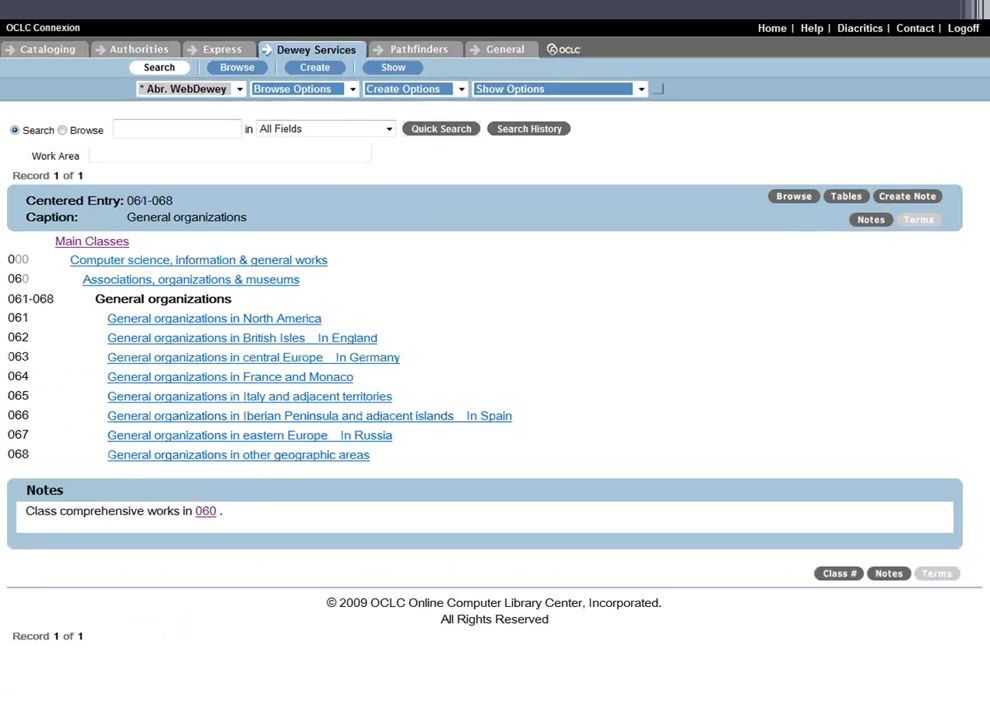 OCLC Connexion
Home | Help | Diacritics | Contact | Logoff
Cataloging Authorities Express Dewey Services Pathfinders General OCLC
Search Browse Create Show
* Abr. WebDewey Browse Options Create Options Show Options
Search Browse in All Fields Quick Search Search History
Work Area
Record 1 of 1
Centered Entry: 061-068 Browse Tables Create Note
Caption: General organizations Notes Terms
Main Classes
000 Computer science, information & general works
060 Associations, organizations & museums
061-068 General organizations
061 General organizations in North America
062 General organizations in British Isles In England
063 General organizations in central Europe In Germany
064 General organizations in France and Monaco
065 General organizations in Italy and adjacent territories
066 General organizations in Iberian Peninsula and adjacent islands In Spain
067 General organizations in eastern Europe In Russia
068 General organizations in other geographic areas
Notes
Class comprehensive works in 060 .
Class # Notes Terms
© 2009 OCLC Online Computer Library Center, Incorporated.
All Rights Reserved
Record 1 of 1